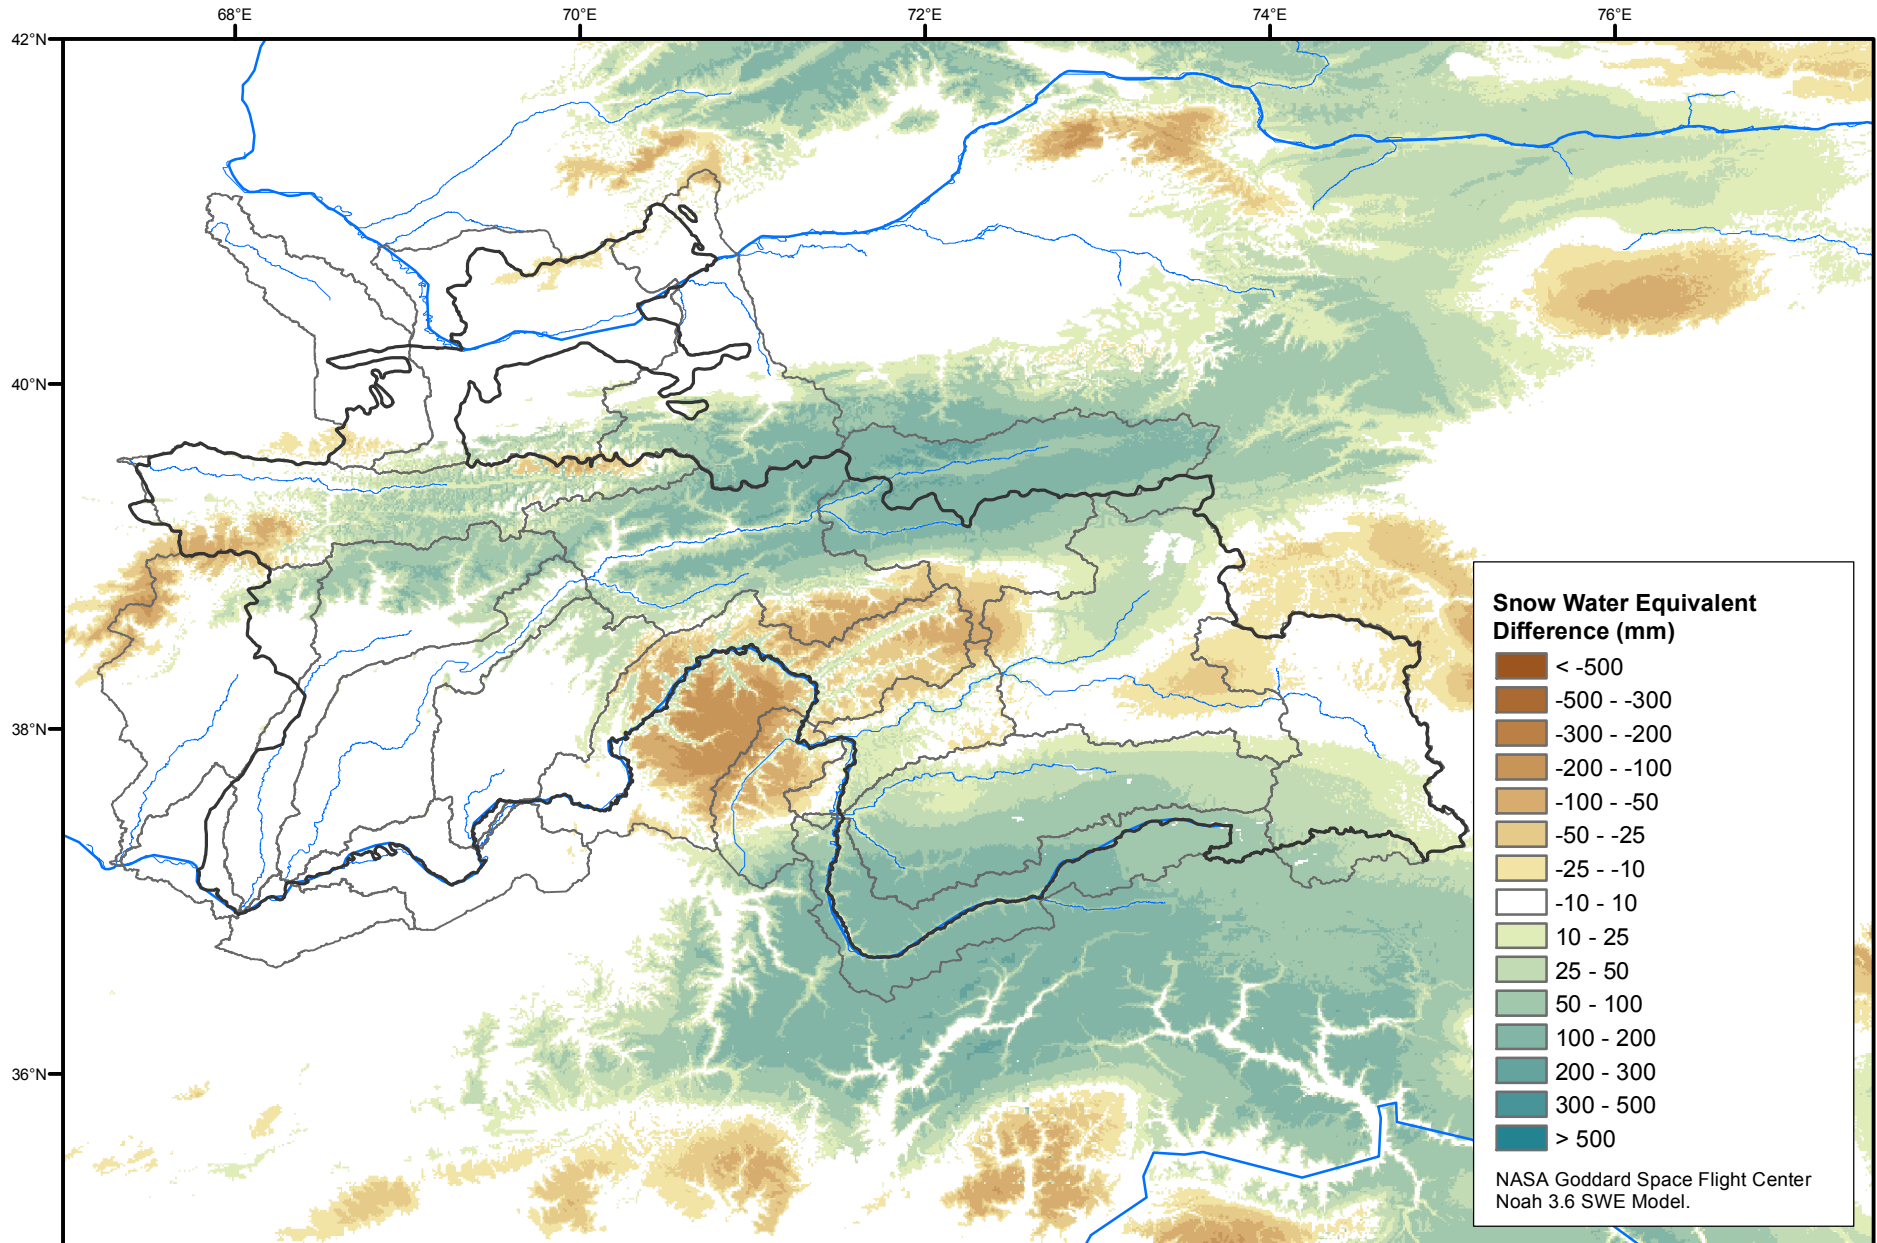 68°E
70°E
72°E
74°E
76°E
42°N
40°N
38°N
36°N
Snow Water Equivalent
Difference (mm)
< -500
-500 - -300
-300 - -200
-200 - -100
-100 - -50
-50 - -25
-25 - -10
-10 - 10
10 - 25
25 - 50
50 - 100
100 - 200
200 - 300
300 - 500
> 500
NASA Goddard Space Flight Center
Noah 3.6 SWE Model.